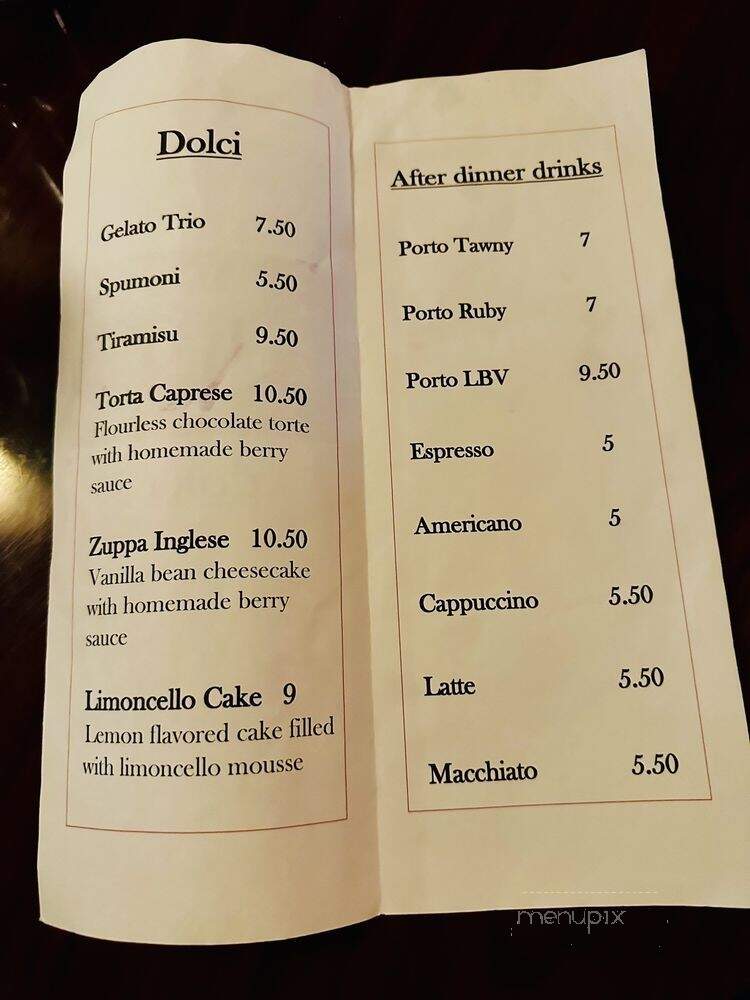 Dolci
Gelato Trio 7.50
Spumoni 5.50
Tiramisu 9.50
Torta Caprese 10.50
Flourless chocolate torte
with homemade berry
sauce
Zuppa Inglese 10.50
Vanilla bean cheesecake
with homemade berry
sauce
Limoncello Cake 9
Lemon flavored cake filled
with limoncello mousse
After dinner drinks
Porto Tawny 7
Porto Ruby 7
Porto LBV 9.50
Espresso 5
Americano 5
Cappuccino 5.50
Latte 5.50
Macchiato 5.50
menupix